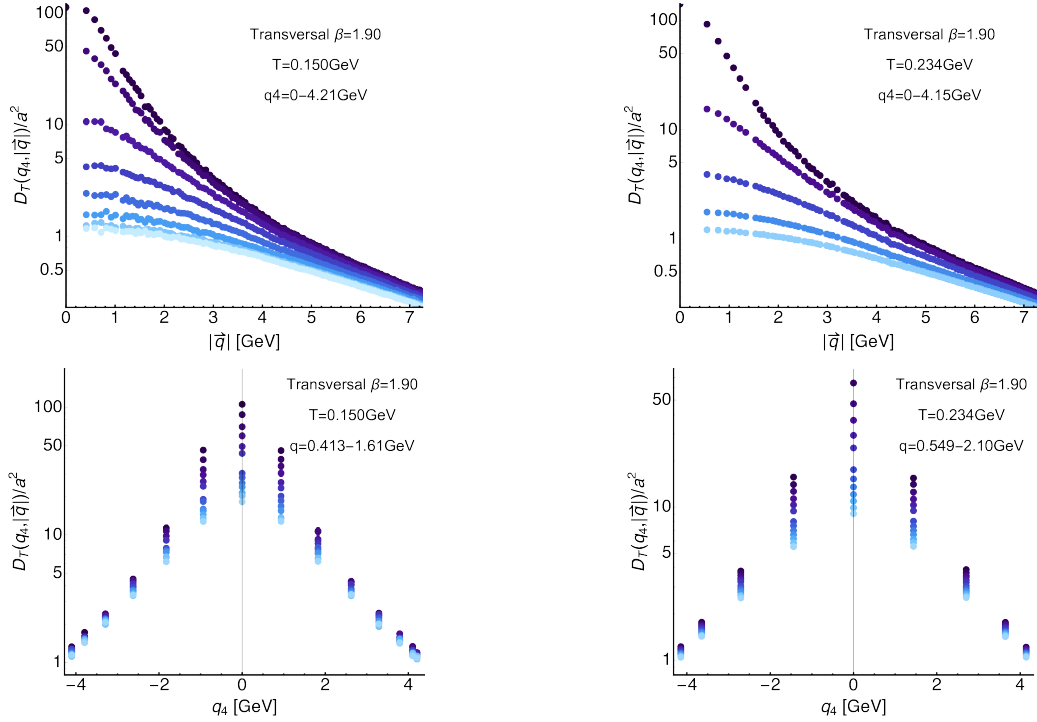 100
50
10
5
1
0.5
D_T(q_4,|q⃗|)/a^2
Transversal β=1.90
T=0.150GeV
q4=0−4.21GeV
0 1 2 3 4 5 6 7
|q⃗| [GeV]
100
50
10
5
1
0.5
D_T(q_4,|q⃗|)/a^2
Transversal β=1.90
T=0.234GeV
q4=0−4.15GeV
0 1 2 3 4 5 6 7
|q⃗| [GeV]
100
50
10
5
1
D_T(q_4,|q⃗|)/a^2
Transversal β=1.90
T=0.150GeV
q=0.413−1.61GeV
−4 −2 0 2 4
q_4 [GeV]
50
10
5
1
D_T(q_4,|q⃗|)/a^2
Transversal β=1.90
T=0.234GeV
q=0.549−2.10GeV
−4 −2 0 2 4
q_4 [GeV]